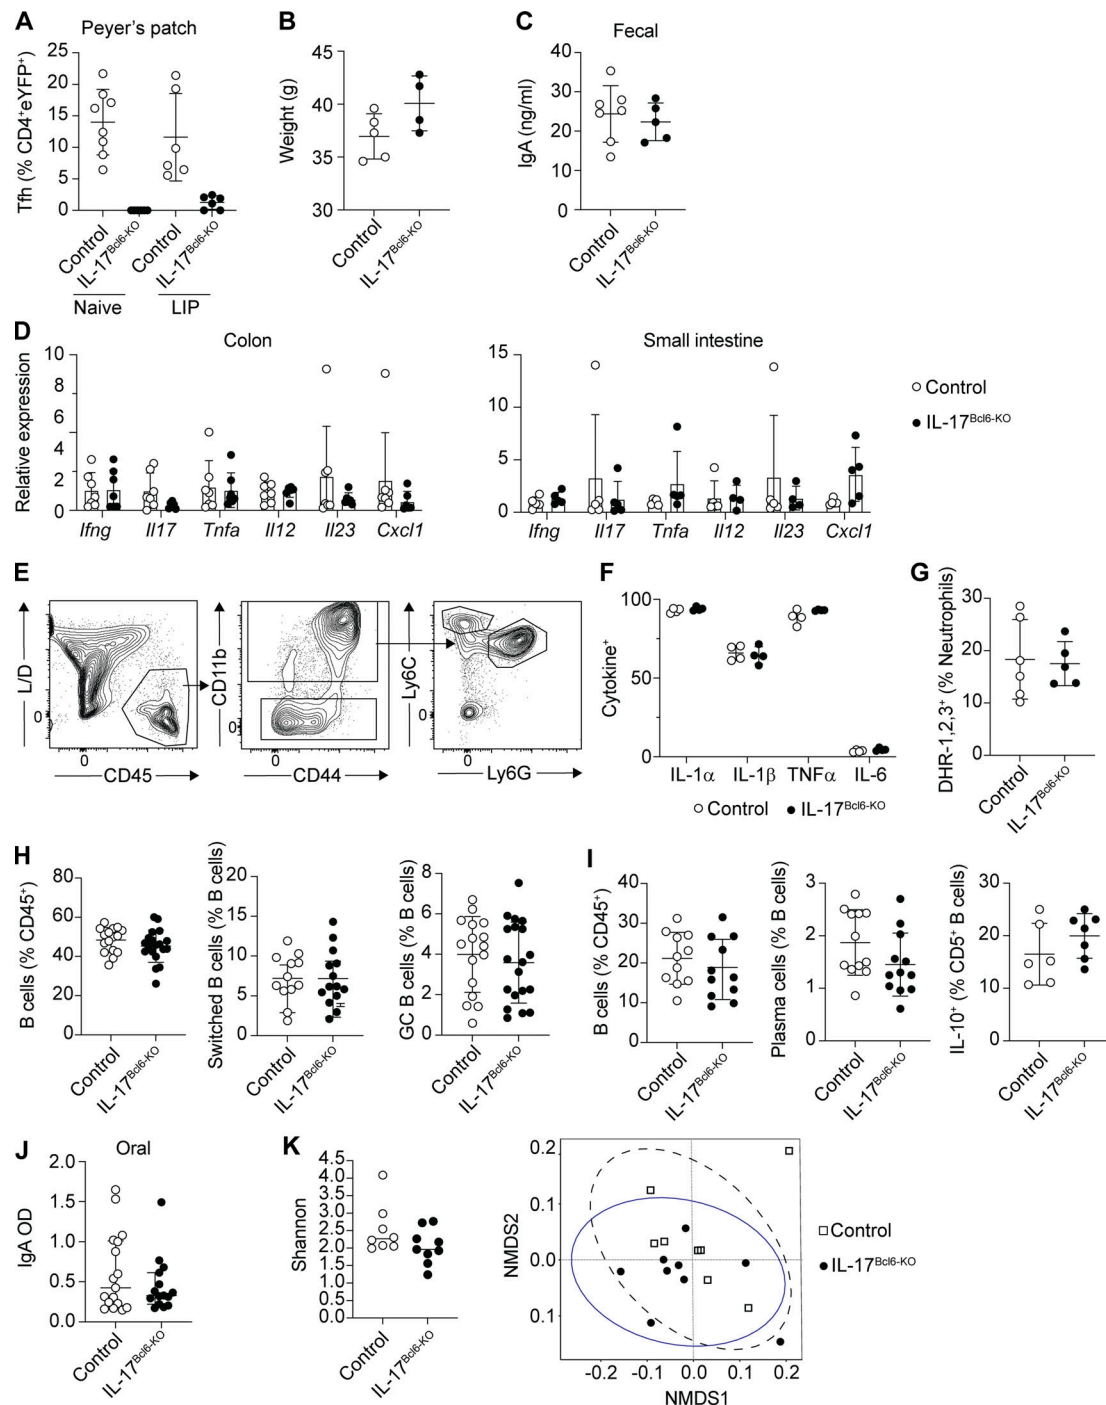 A
Peyer's patch
Tfh (% CD4⁺eYFP⁺)
25
20
15
10
5
0
Control
IL-17ᴮᶜˡ⁶⁻ᴷᴼ
Control
IL-17ᴮᶜˡ⁶⁻ᴷᴼ
Naive
LIP
B
Weight (g)
45
40
35
30
Control
IL-17ᴮᶜˡ⁶⁻ᴷᴼ
C
Fecal
IgA (ng/ml)
40
30
20
10
0
Control
IL-17ᴮᶜˡ⁶⁻ᴷᴼ
D
Colon
Relative expression
10
8
6
4
2
0
Ifng Il17 Tnfa Il12 Il23 Cxcl1
Small intestine
15
10
5
0
Ifng Il17 Tnfa Il12 Il23 Cxcl1
Control
IL-17ᴮᶜˡ⁶⁻ᴷᴼ
E
L/D
0
0
CD45
CD11b
0
0
CD44
Ly6C
0
0
Ly6G
F
Cytokine⁺
100
50
0
IL-1α IL-1β TNFα IL-6
Control IL-17ᴮᶜˡ⁶⁻ᴷᴼ
G
DHR-1,2,3⁺ (% Neutrophils)
30
20
10
0
Control
IL-17ᴮᶜˡ⁶⁻ᴷᴼ
H
B cells (% CD45⁺)
80
60
40
20
0
Control
IL-17ᴮᶜˡ⁶⁻ᴷᴼ
Switched B cells (% B cells)
20
15
10
5
0
Control
IL-17ᴮᶜˡ⁶⁻ᴷᴼ
GC B cells (% B cells)
8
6
4
2
0
Control
IL-17ᴮᶜˡ⁶⁻ᴷᴼ
I
B cells (% CD45⁺)
40
30
20
10
0
Control
IL-17ᴮᶜˡ⁶⁻ᴷᴼ
Plasma cells (% B cells)
3
2
1
0
Control
IL-17ᴮᶜˡ⁶⁻ᴷᴼ
IL-10⁺ (% CD5⁺ B cells)
30
20
10
0
Control
IL-17ᴮᶜˡ⁶⁻ᴷᴼ
J
Oral
IgA OD
2.0
1.5
1.0
0.5
0.0
Control
IL-17ᴮᶜˡ⁶⁻ᴷᴼ
K
Shannon
4.5
4.0
3.5
3.0
2.5
2.0
1.5
1.0
0.5
0.0
Control
IL-17ᴮᶜˡ⁶⁻ᴷᴼ
NMDS2
0.2
0.1
0.0
0.1
-0.2 -0.1 0.0 0.1 0.2
NMDS1
Control
IL-17ᴮᶜˡ⁶⁻ᴷᴼ